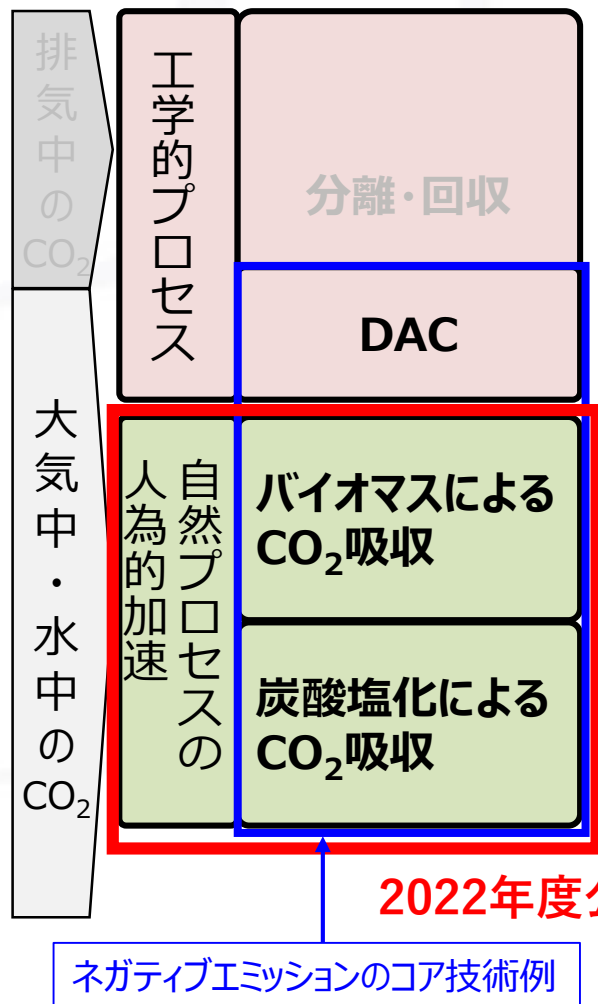 排気中のCO₂
工学的プロセス
分離・回収
DAC
大気中・水中のCO₂
自然プロセスの
人為的加速
バイオマスによる
CO₂吸収
炭酸塩化による
CO₂吸収
2022年度
ネガティブエミッションのコア技術例